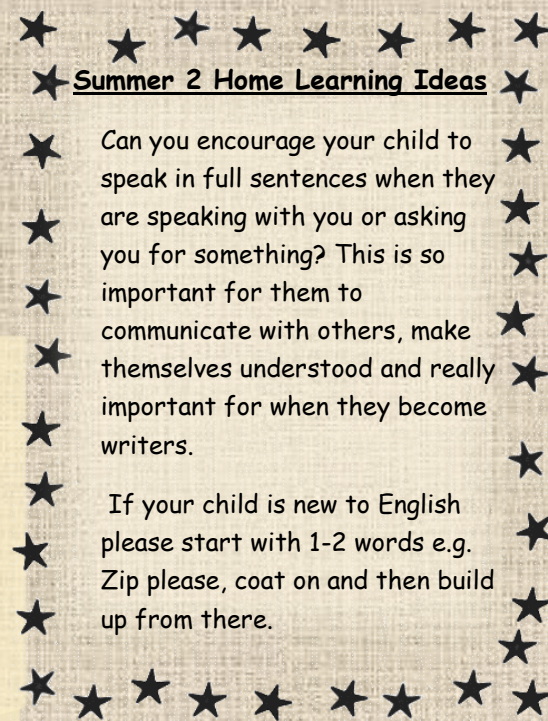 Summer 2 Home Learning Ideas
Can you encourage your child to
speak in full sentences when they
are speaking with you or asking
you for something? This is so
important for them to
communicate with others, make
themselves understood and really
important for when they become
writers.
If your child is new to English
please start with 1-2 words e.g.
Zip please, coat on and then build
up from there.